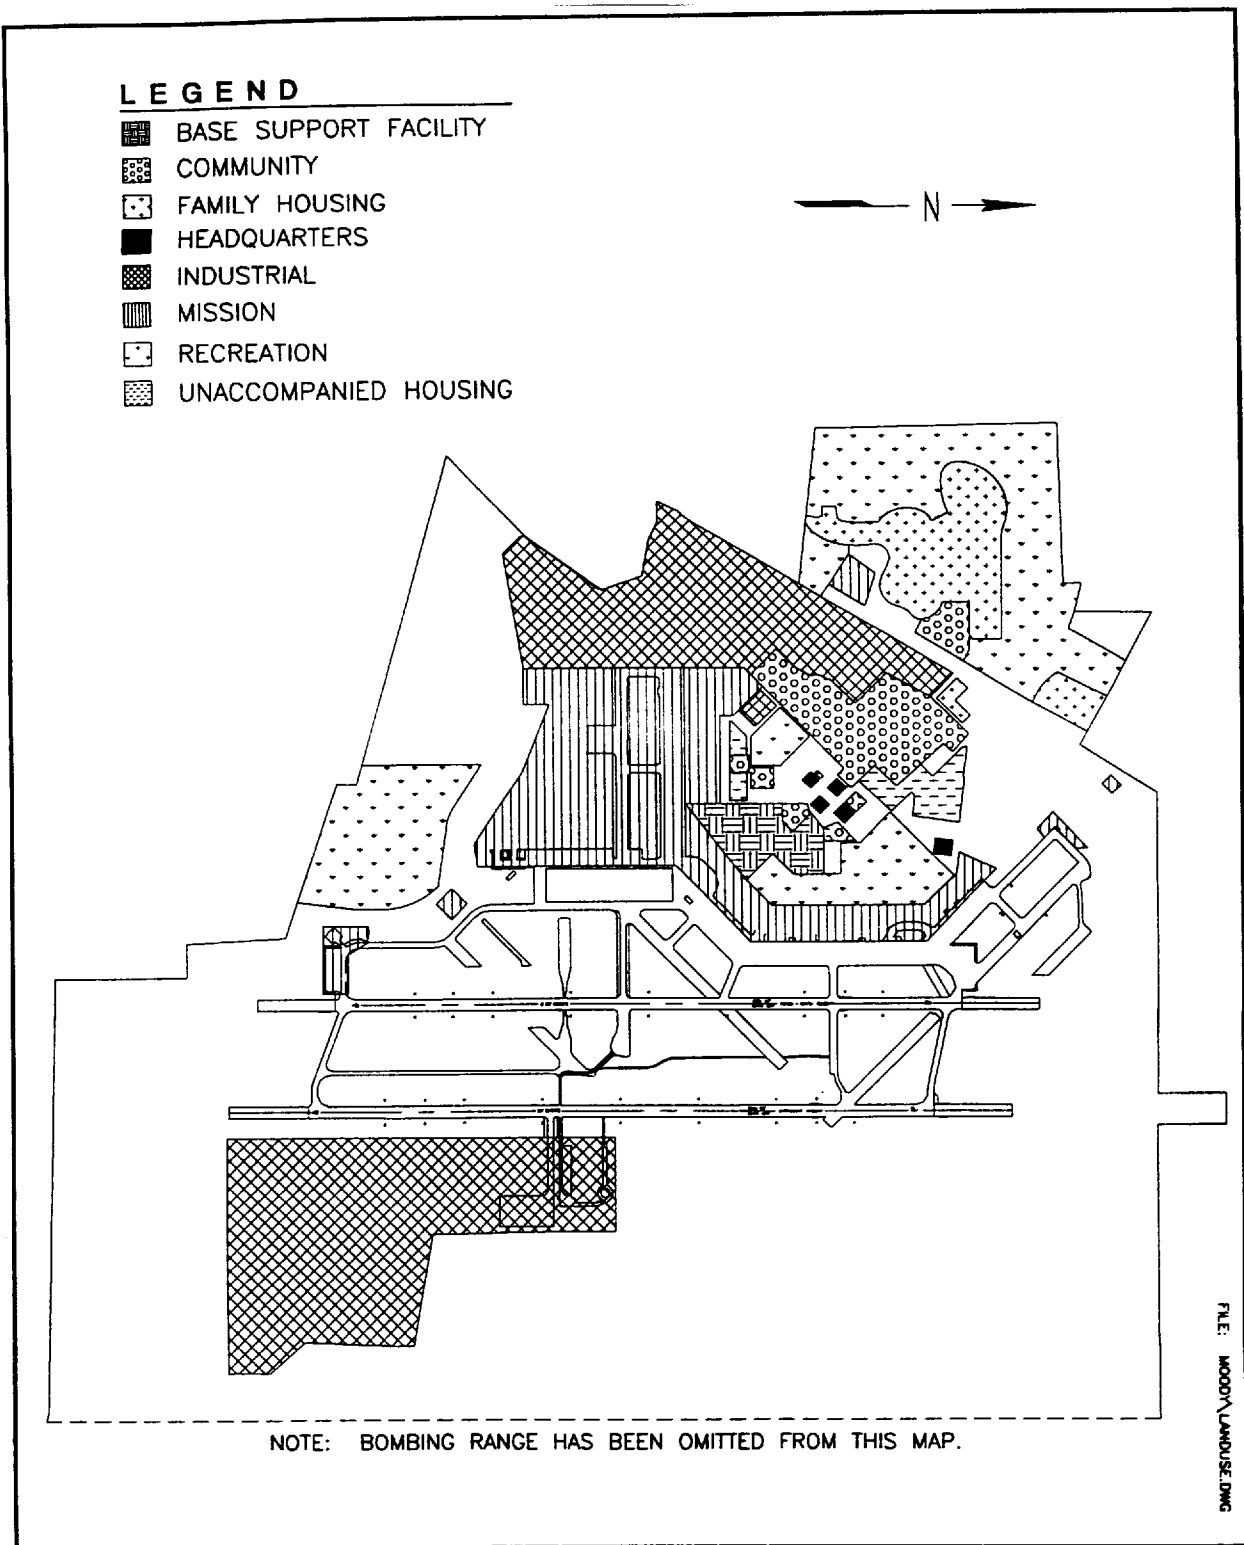 LEGEND
BASE SUPPORT FACILITY
COMMUNITY
FAMILY HOUSING
HEADQUARTERS
INDUSTRIAL
MISSION
RECREATION
UNACCOMPANIED HOUSING
N
NOTE: BOMBING RANGE HAS BEEN OMITTED FROM THIS MAP.
FILE: MOODY\LANDUSE.DWG